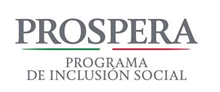 PROSPERA
PROGRAMA
DE INCLUSIÓN SOCIAL